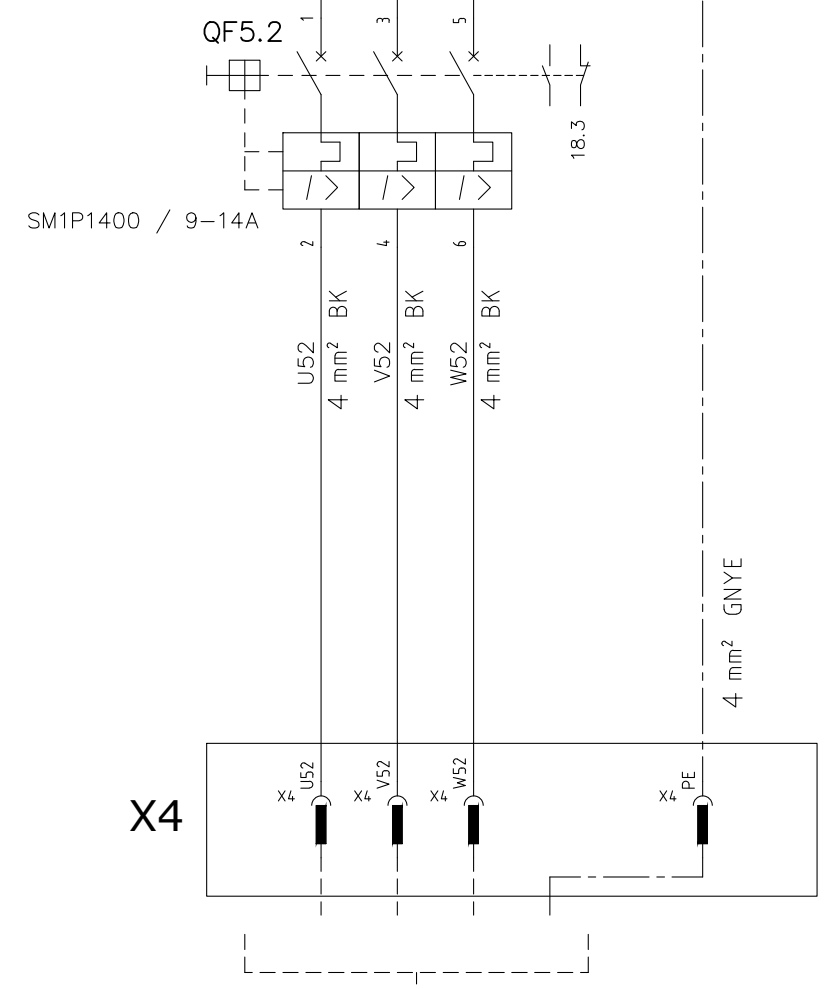 1
3
5
QF5.2
18.3
SM1P1400 / 9-14A
2
4
6
U52
4 mm² BK
V52
4 mm² BK
W52
4 mm² BK
4 mm² GNYE
X4
X4
U52
X4
V52
X4
W52
X4
PE